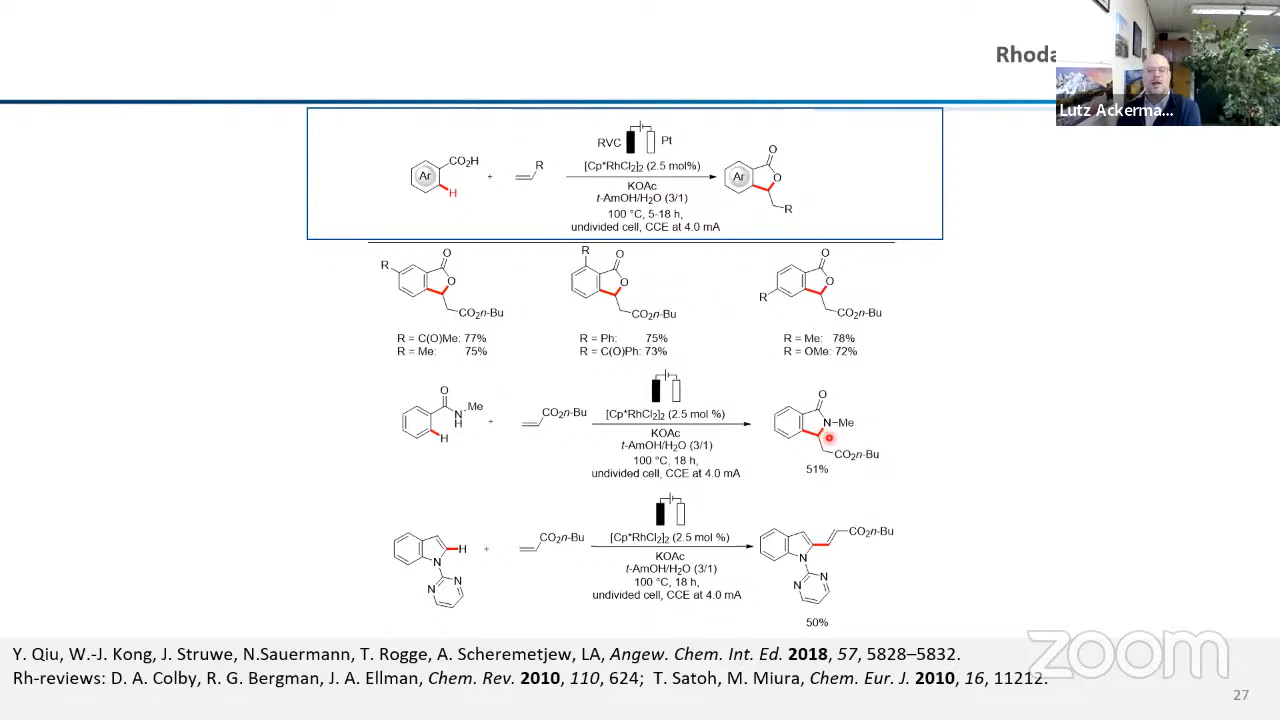 Rhoda
Lutz Ackerma...
RVC
Pt
CO2H
Ar
H
+
R
[Cp*RhCl2]2 (2.5 mol%)
KOAc
t-AmOH/H2O (3/1)
100 °C, 5-18 h,
undivided cell, CCE at 4.0 mA
O
Ar
O
R
R
O
O
CO2n-Bu
R = C(O)Me: 77%
R = Me: 75%
R
O
O
CO2n-Bu
R = Ph: 75%
R = C(O)Ph: 73%
O
O
R
CO2n-Bu
R = Me: 78%
R = OMe: 72%
O
Me
N
H
H
+
CO2n-Bu
[Cp*RhCl2]2 (2.5 mol %)
KOAc
t-AmOH/H2O (3/1)
100 °C, 18 h,
undivided cell, CCE at 4.0 mA
O
N-Me
CO2n-Bu
51%
H
N
N
N
+
CO2n-Bu
[Cp*RhCl2]2 (2.5 mol %)
KOAc
t-AmOH/H2O (3/1)
100 °C, 18 h,
undivided cell, CCE at 4.0 mA
CO2n-Bu
N
N
N
50%
zoom
Y. Qiu, W.-J. Kong, J. Struwe, N.Sauermann, T. Rogge, A. Scheremetjew, LA, Angew. Chem. Int. Ed. 2018, 57, 5828–5832.
Rh-reviews: D. A. Colby, R. G. Bergman, J. A. Ellman, Chem. Rev. 2010, 110, 624; T. Satoh, M. Miura, Chem. Eur. J. 2010, 16, 11212.
27